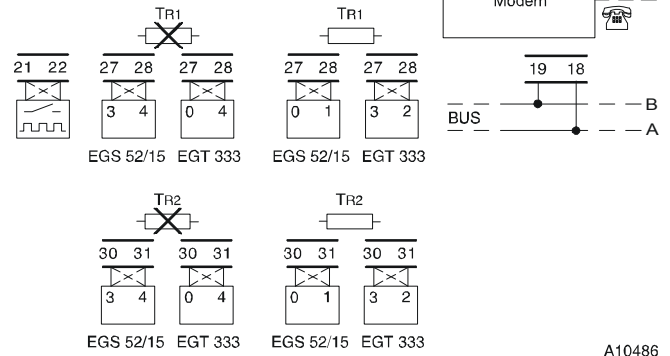 Modem
TR1 TR1
21 22 27 28 27 28 27 28 27 28 19 18
3 4 0 4 0 1 3 2
BUS B
A
EGS 52/15 EGT 333 EGS 52/15 EGT 333
TR2 TR2
30 31 30 31 30 31 30 31
3 4 0 4 0 1 3 2
EGS 52/15 EGT 333 EGS 52/15 EGT 333
A10486